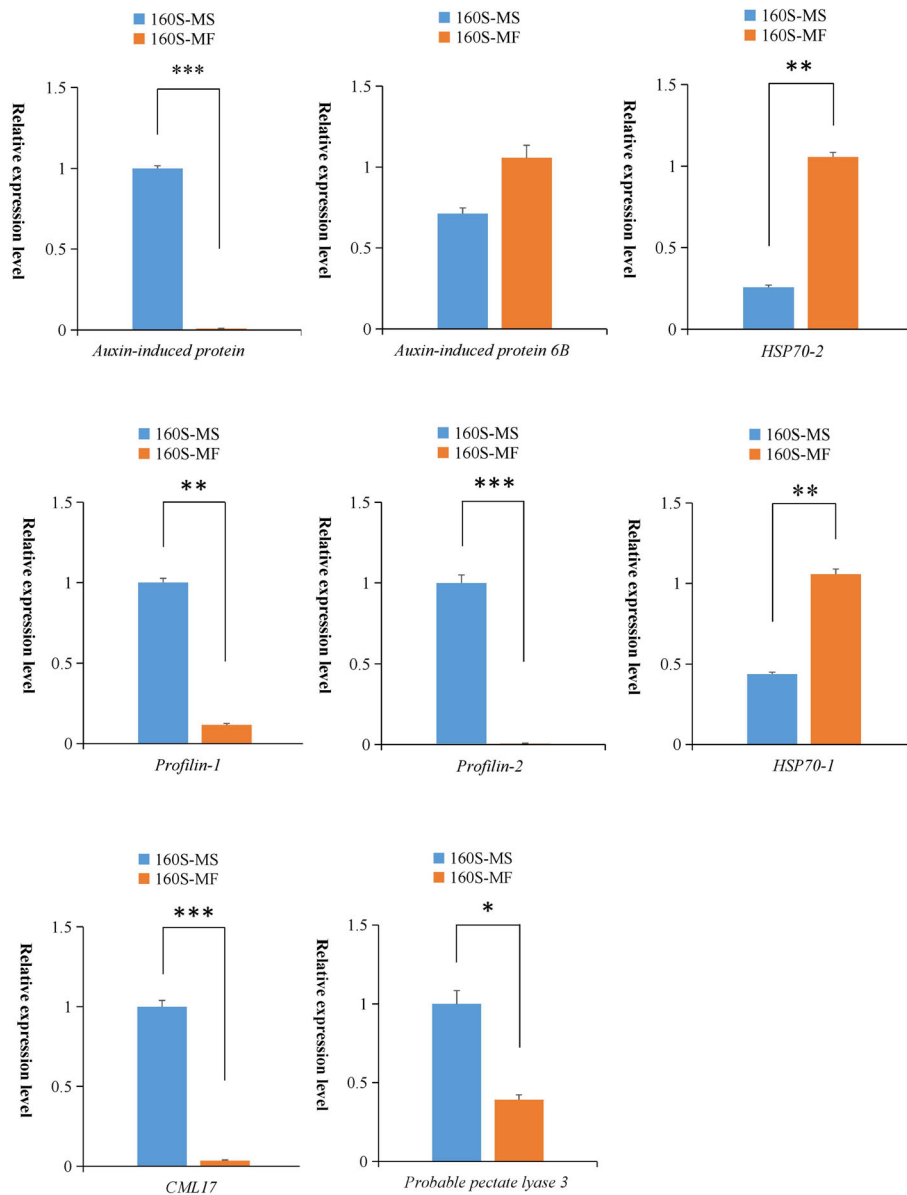 160S-MS
160S-MF
***
Relative expression level
1.5
1
0.5
0
Auxin-induced protein
160S-MS
160S-MF
Relative expression level
1.5
1
0.5
0
Auxin-induced protein 6B
160S-MS
160S-MF
**
Relative expression level
1.5
1
0.5
0
HSP70-2
160S-MS
160S-MF
**
Relative expression level
1.5
1
0.5
0
Profilin-1
160S-MS
160S-MF
***
Relative expression level
1.5
1
0.5
0
Profilin-2
160S-MS
160S-MF
**
Relative expression level
1.5
1
0.5
0
HSP70-1
160S-MS
160S-MF
***
Relative expression level
1.5
1
0.5
0
CML17
160S-MS
160S-MF
*
Relative expression level
1.5
1
0.5
0
Probable pectate lyase 3